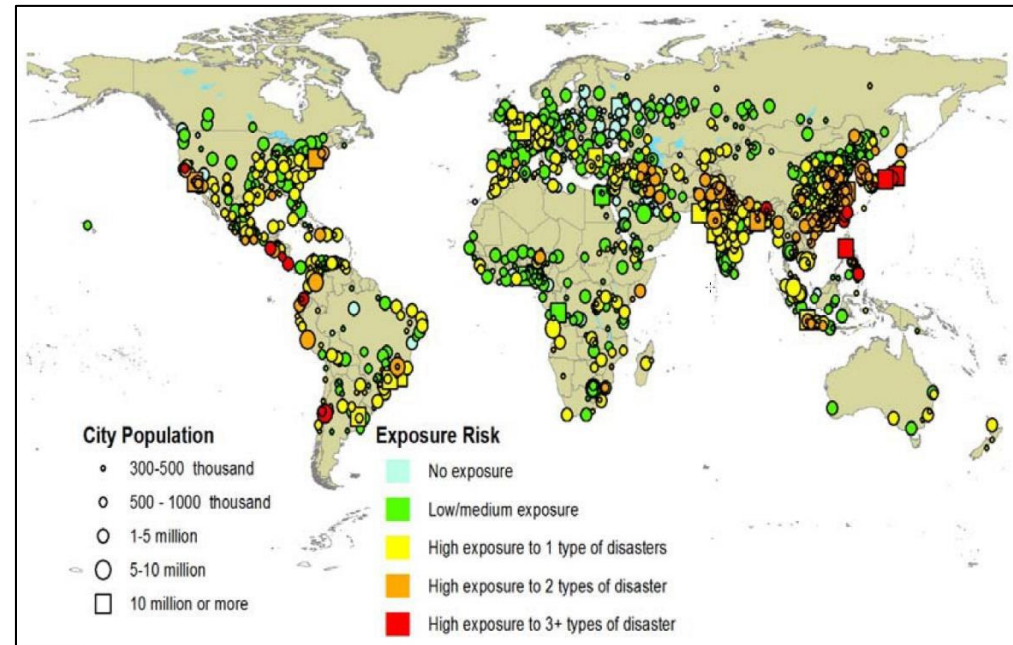 City Population
300-500 thousand
500 - 1000 thousand
1-5 million
5-10 million
10 million or more
Exposure Risk
No exposure
Low/medium exposure
High exposure to 1 type of disasters
High exposure to 2 types of disaster
High exposure to 3+ types of disaster